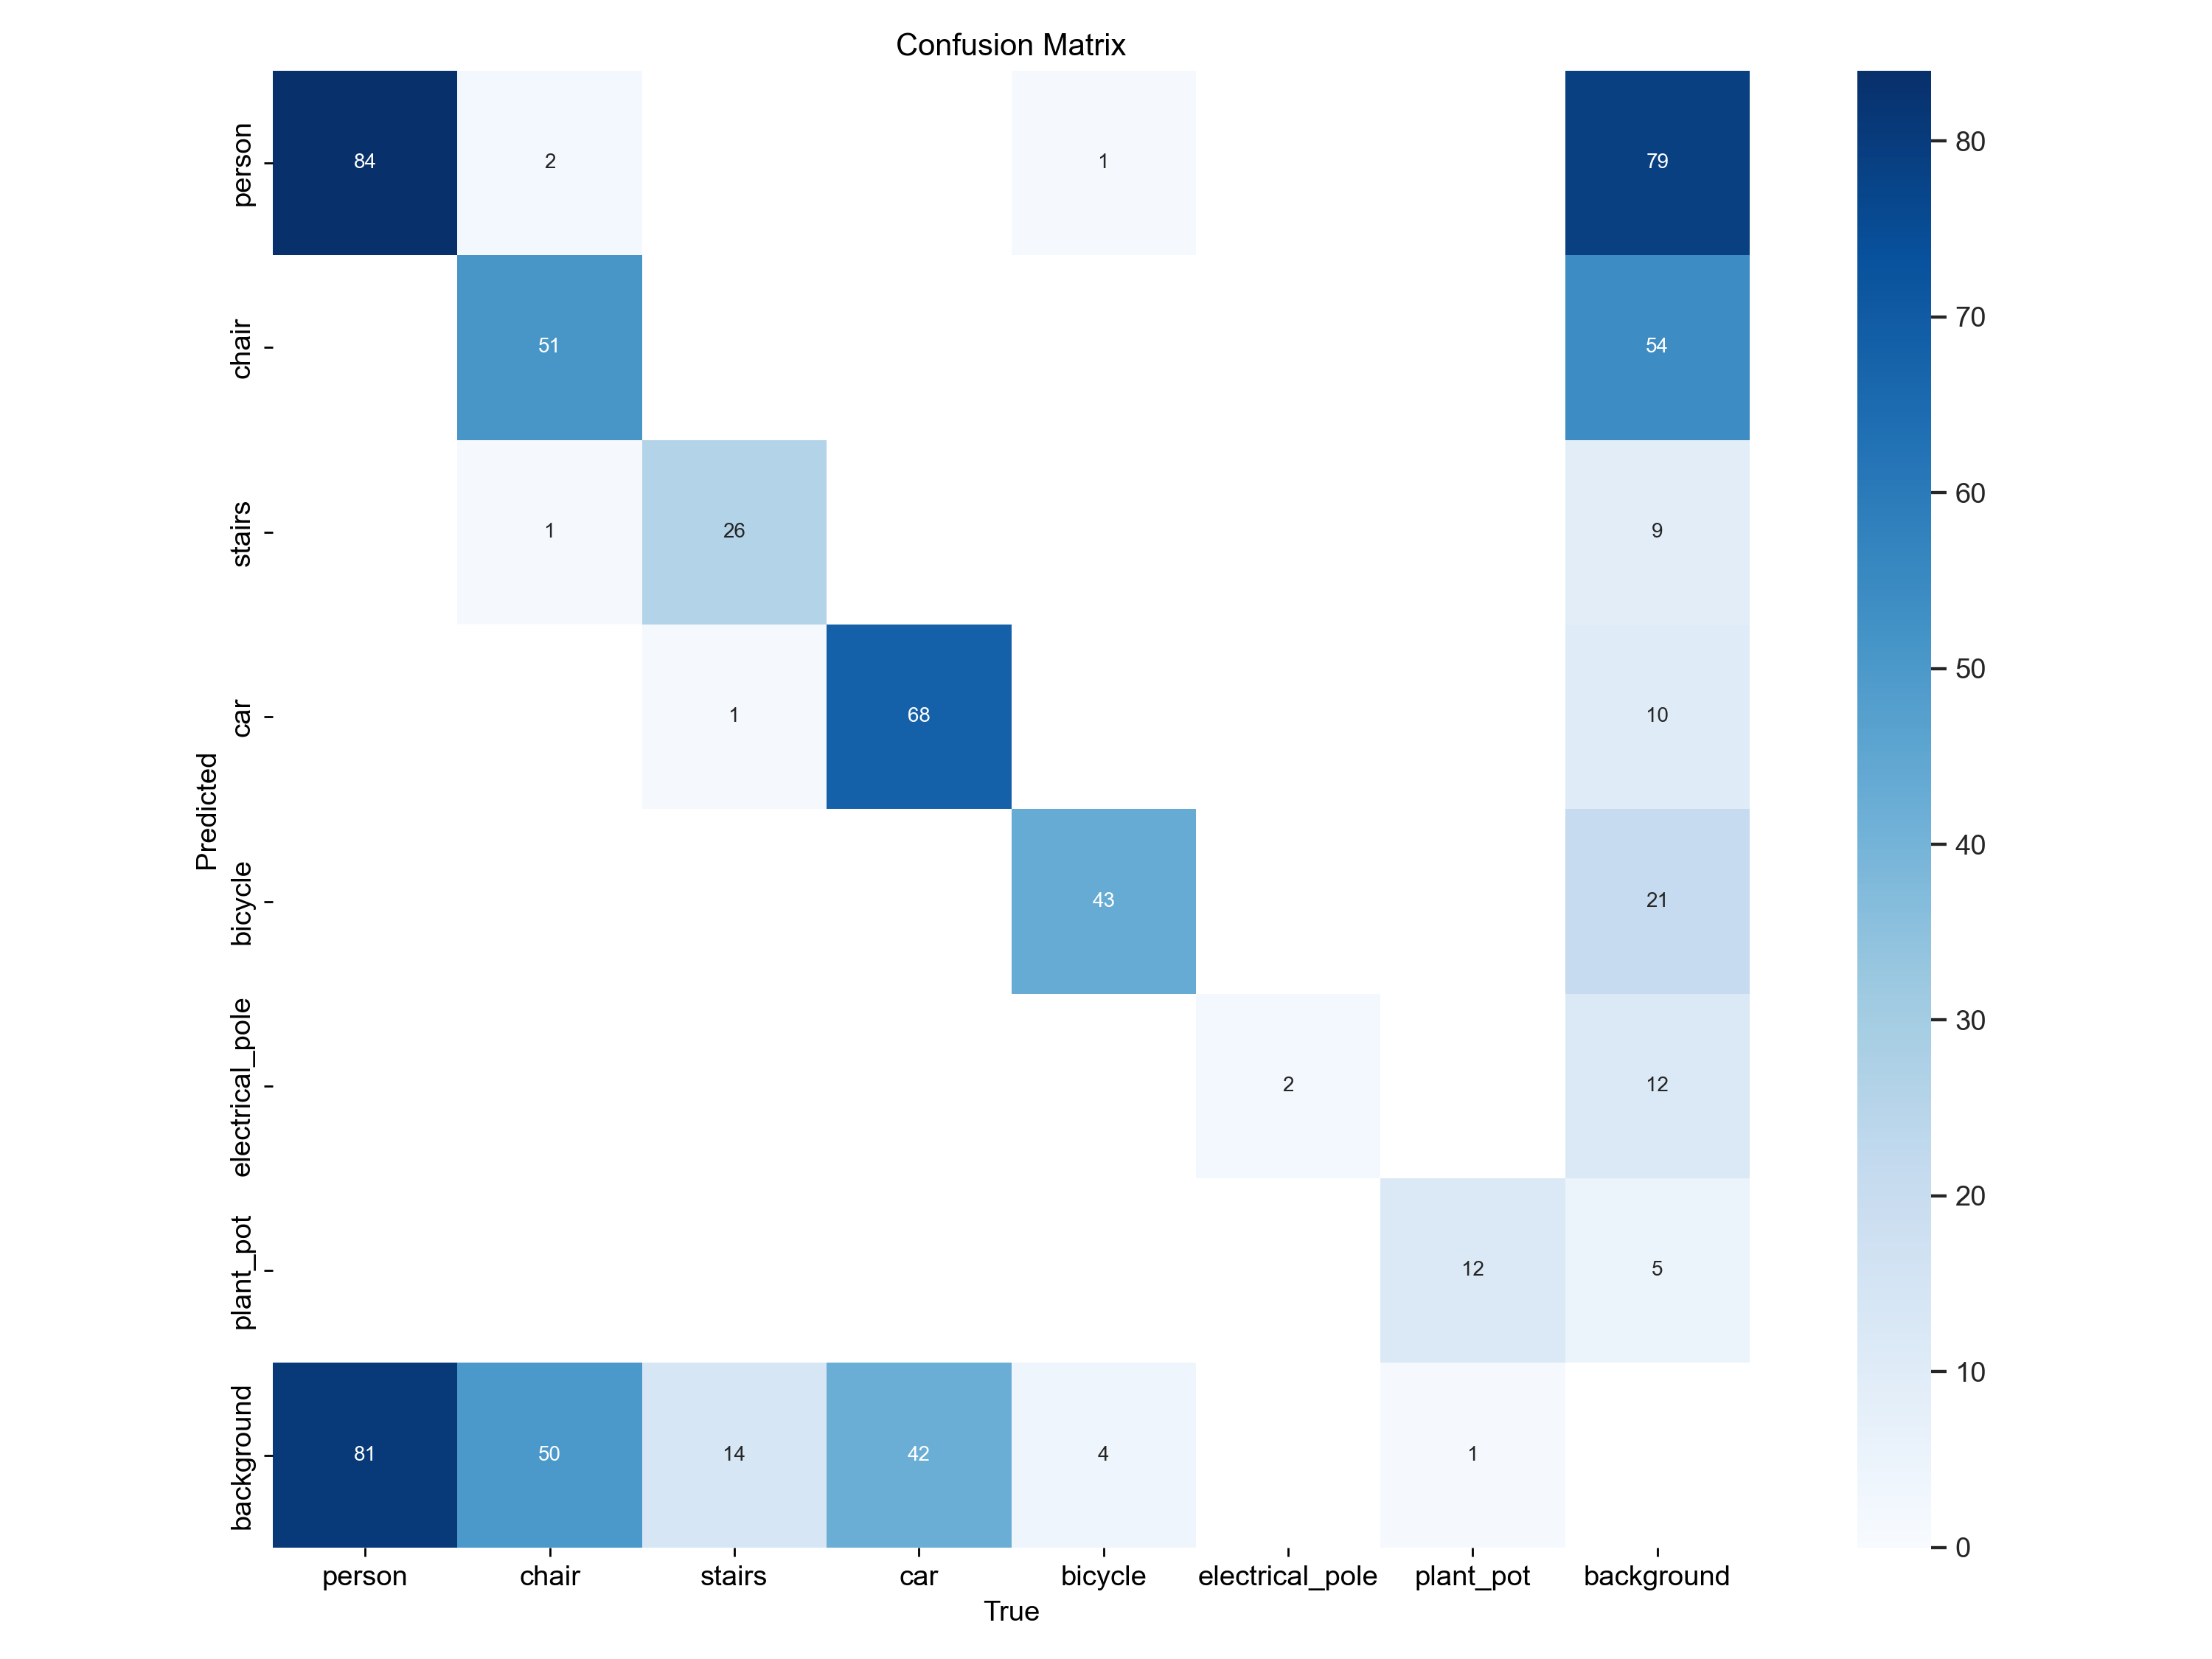 Confusion Matrix
person 84 2 1 79 80
chair 51 54 70
stairs 1 26 9 60
car 1 68 10 50
Predicted
bicycle 43 21 40
electrical_pole 2 12 30
plant_pot 12 5 20
background 81 50 14 42 4 1 10
0
person chair stairs car bicycle electrical_pole plant_pot background
True